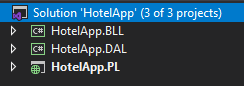 Solution 'HotelApp' (3 of 3 projects)
C# HotelApp.BLL
C# HotelApp.DAL
HotelApp.PL